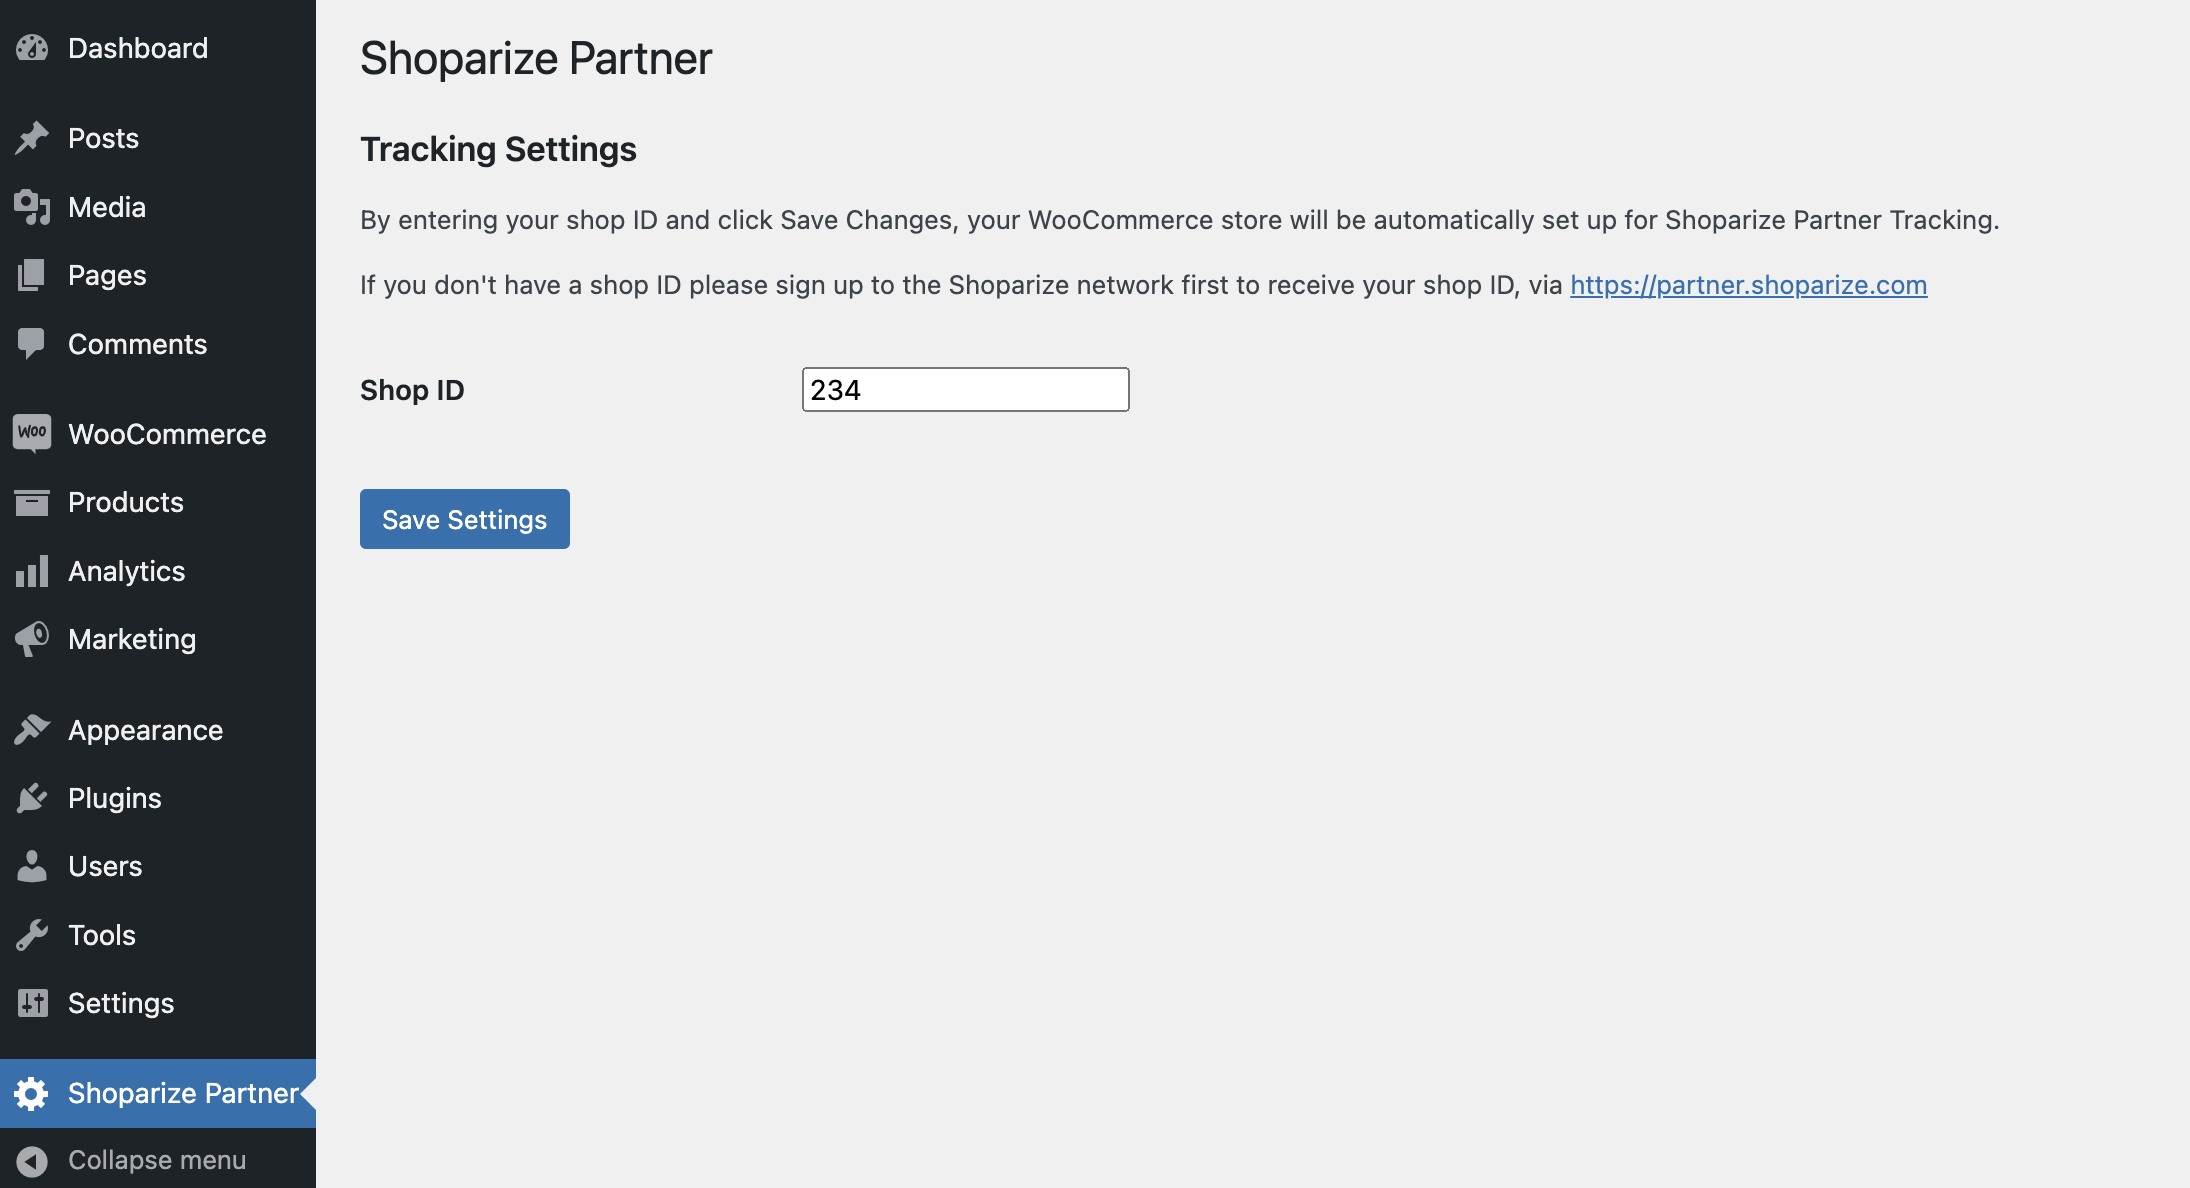 Dashboard
Posts
Media
Pages
Comments
Woo WooCommerce
Products
Analytics
Marketing
Appearance
Plugins
Users
Tools
Settings
Shoparize Partner
Collapse menu
Shoparize Partner
Tracking Settings
By entering your shop ID and click Save Changes, your WooCommerce store will be automatically set up for Shoparize Partner Tracking.
If you don't have a shop ID please sign up to the Shoparize network first to receive your shop ID, via https://partner.shoparize.com
Shop ID 234
Save Settings